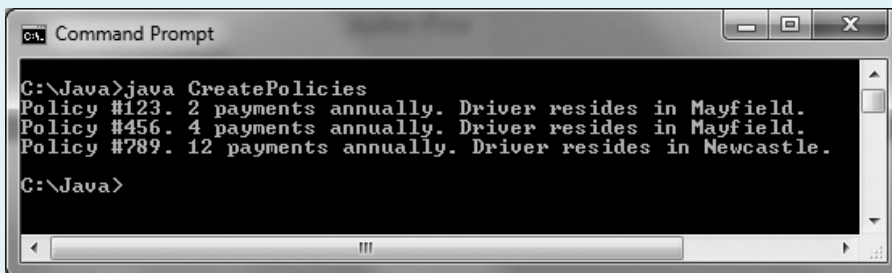 Command Prompt
C:\Java>java CreatePolicies
Policy #123. 2 payments annually. Driver resides in Mayfield.
Policy #456. 4 payments annually. Driver resides in Mayfield.
Policy #789. 12 payments annually. Driver resides in Newcastle.
C:\Java>